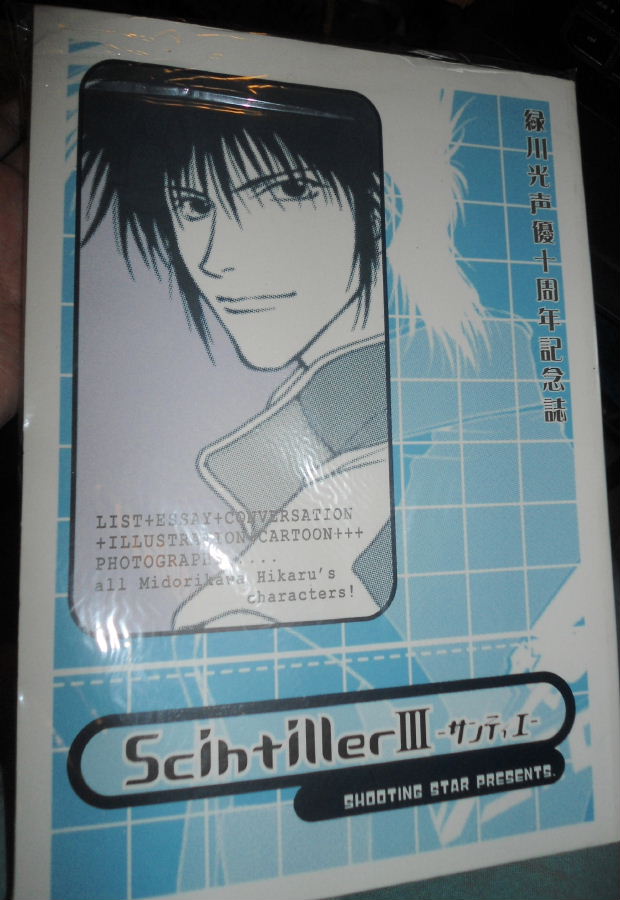 緑川光声優十周年記念誌
LIST+ESSAY+CONVERSATION
+ILLUSTRATION+CARTOON+++
PHOTOGRAPH.....
all Midorikawa Hikaru's
characters!
ScintillerⅢ -サンティエ-
SHOOTING STAR PRESENTS.